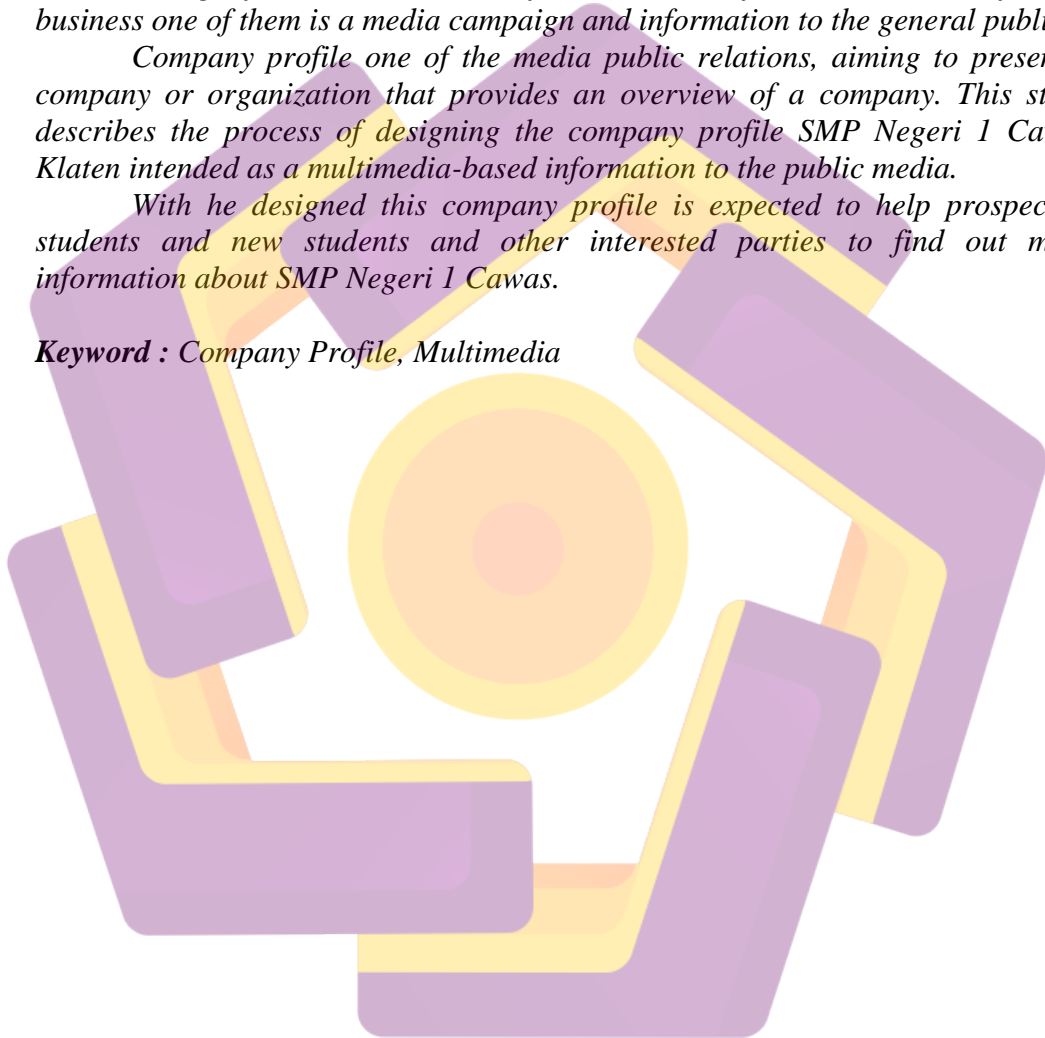 business one of them is a media campaign and information to the general publi
Company profile one of the media public relations, aiming to presen
company or organization that provides an overview of a company. This st
describes the process of designing the company profile SMP Negeri 1 Ca
Klaten intended as a multimedia-based information to the public media.
With he designed this company profile is expected to help prospec
students and new students and other interested parties to find out m
information about SMP Negeri 1 Cawas.
Keyword : Company Profile, Multimedia